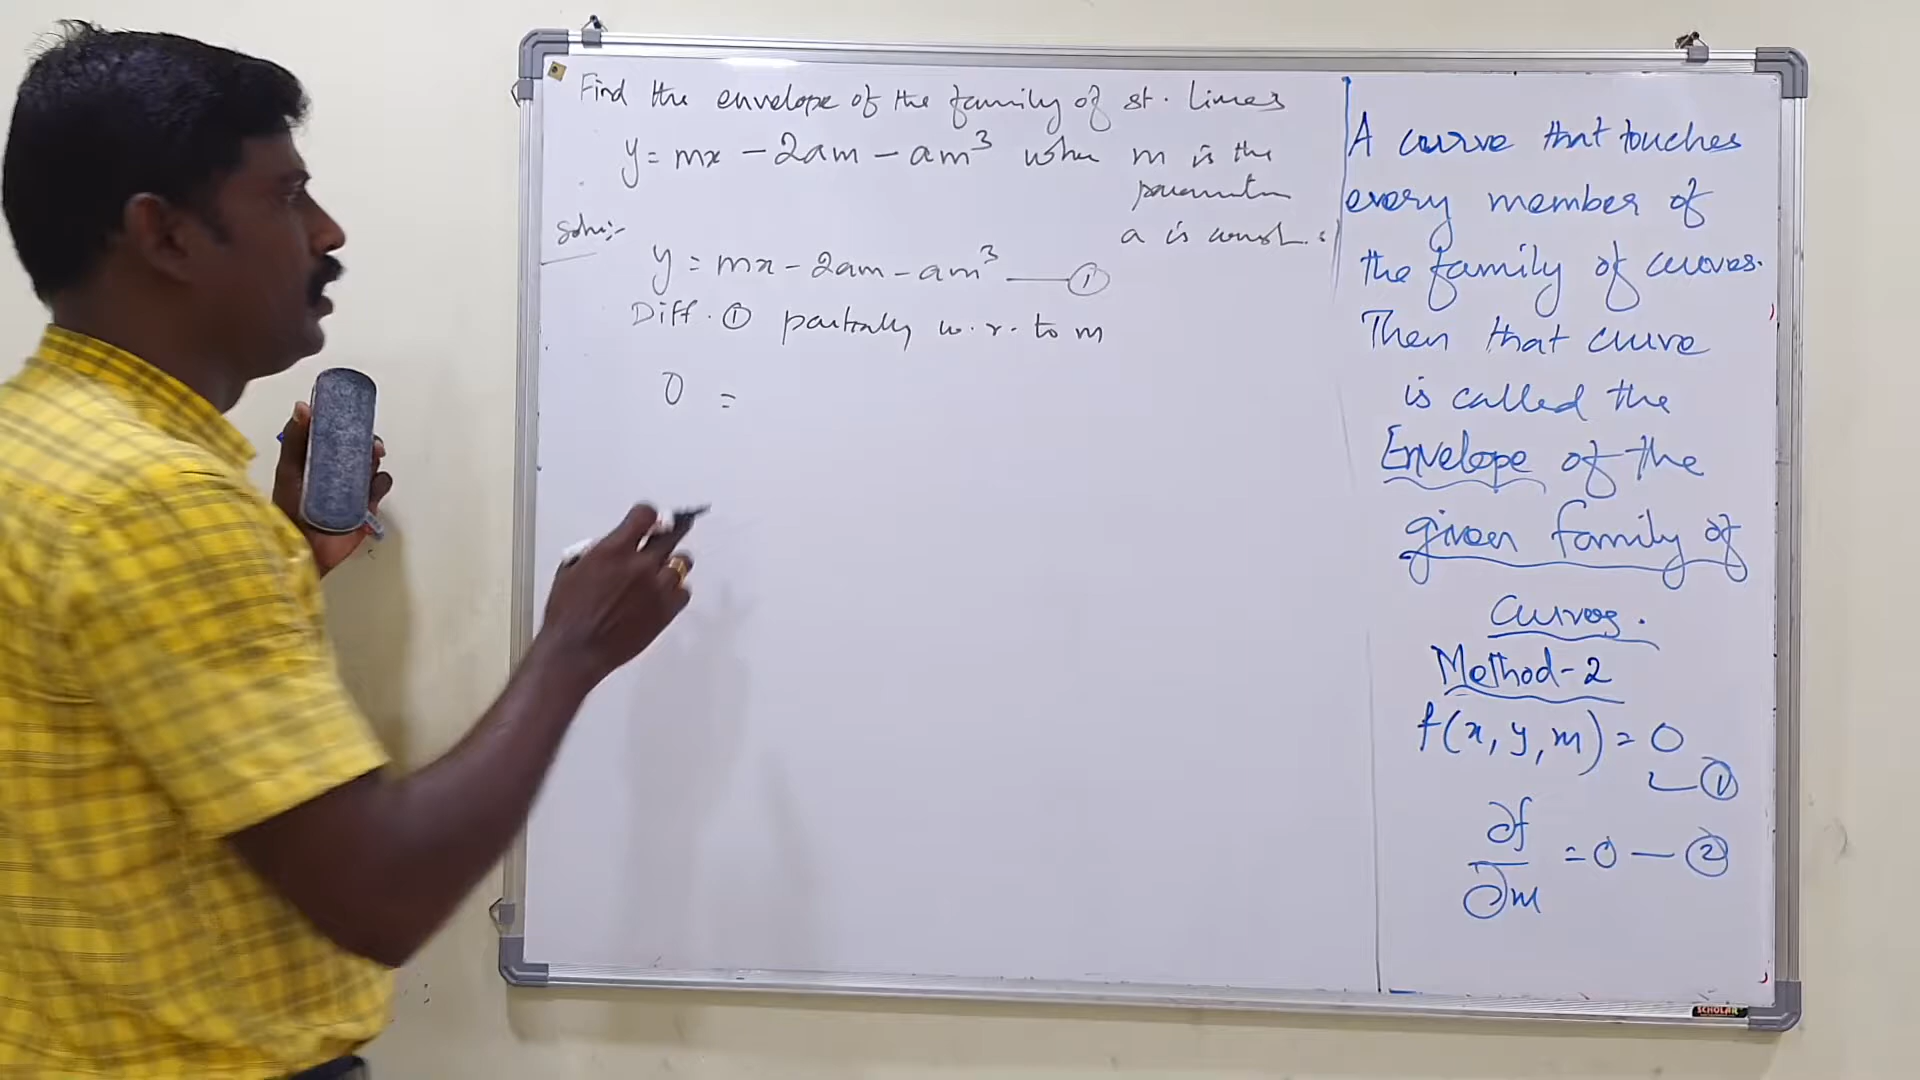 Find the envelope of the family of st. lines
y = mx - 2am - am³ when m is the
parameter
a is const.
Soln:-
y = mx - 2am - am³ —— ①
Diff. ① partially w.r. to m
0 =
A curve that touches
every member of
the family of curves.
Then that curve
is called the
Envelope of the
given family of
Curves.
Method-2
f(x, y, m) = 0
①
∂f/∂m = 0 — ②
SCHOLAR